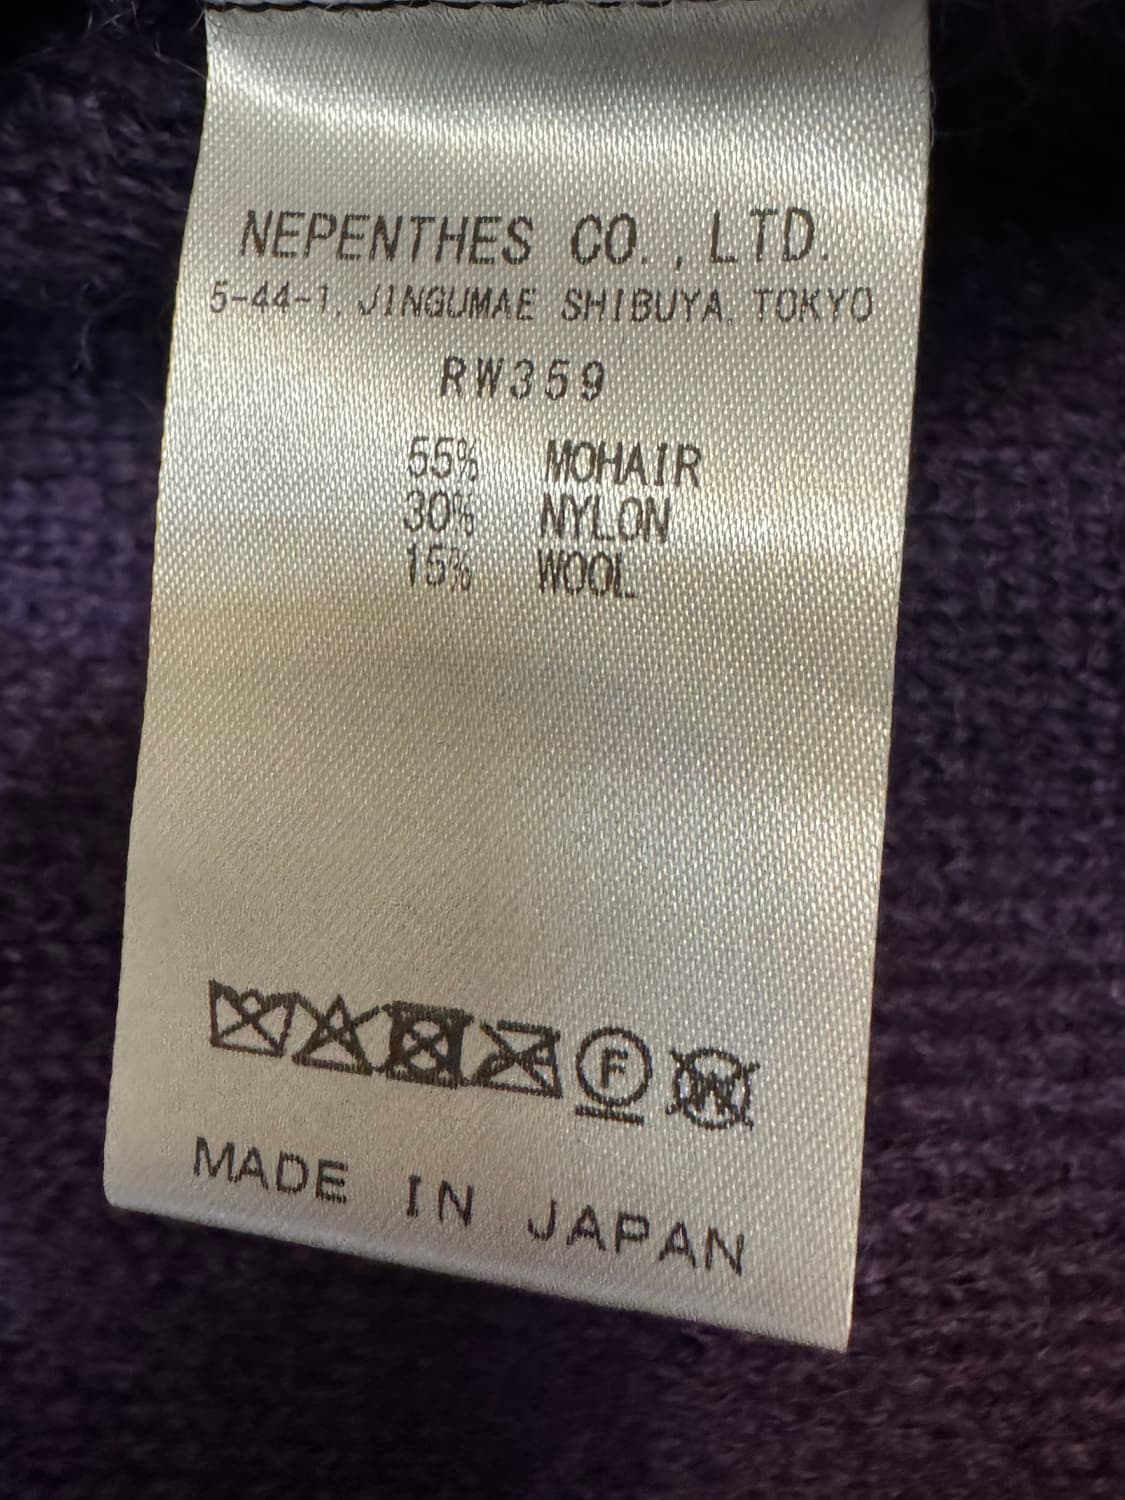 NEPENTHES CO., LTD.
5-44-1, JINGUMAE SHIBUYA, TOKYO
RW359
55% MOHAIR
30% NYLON
15% WOOL
F W
MADE IN JAPAN